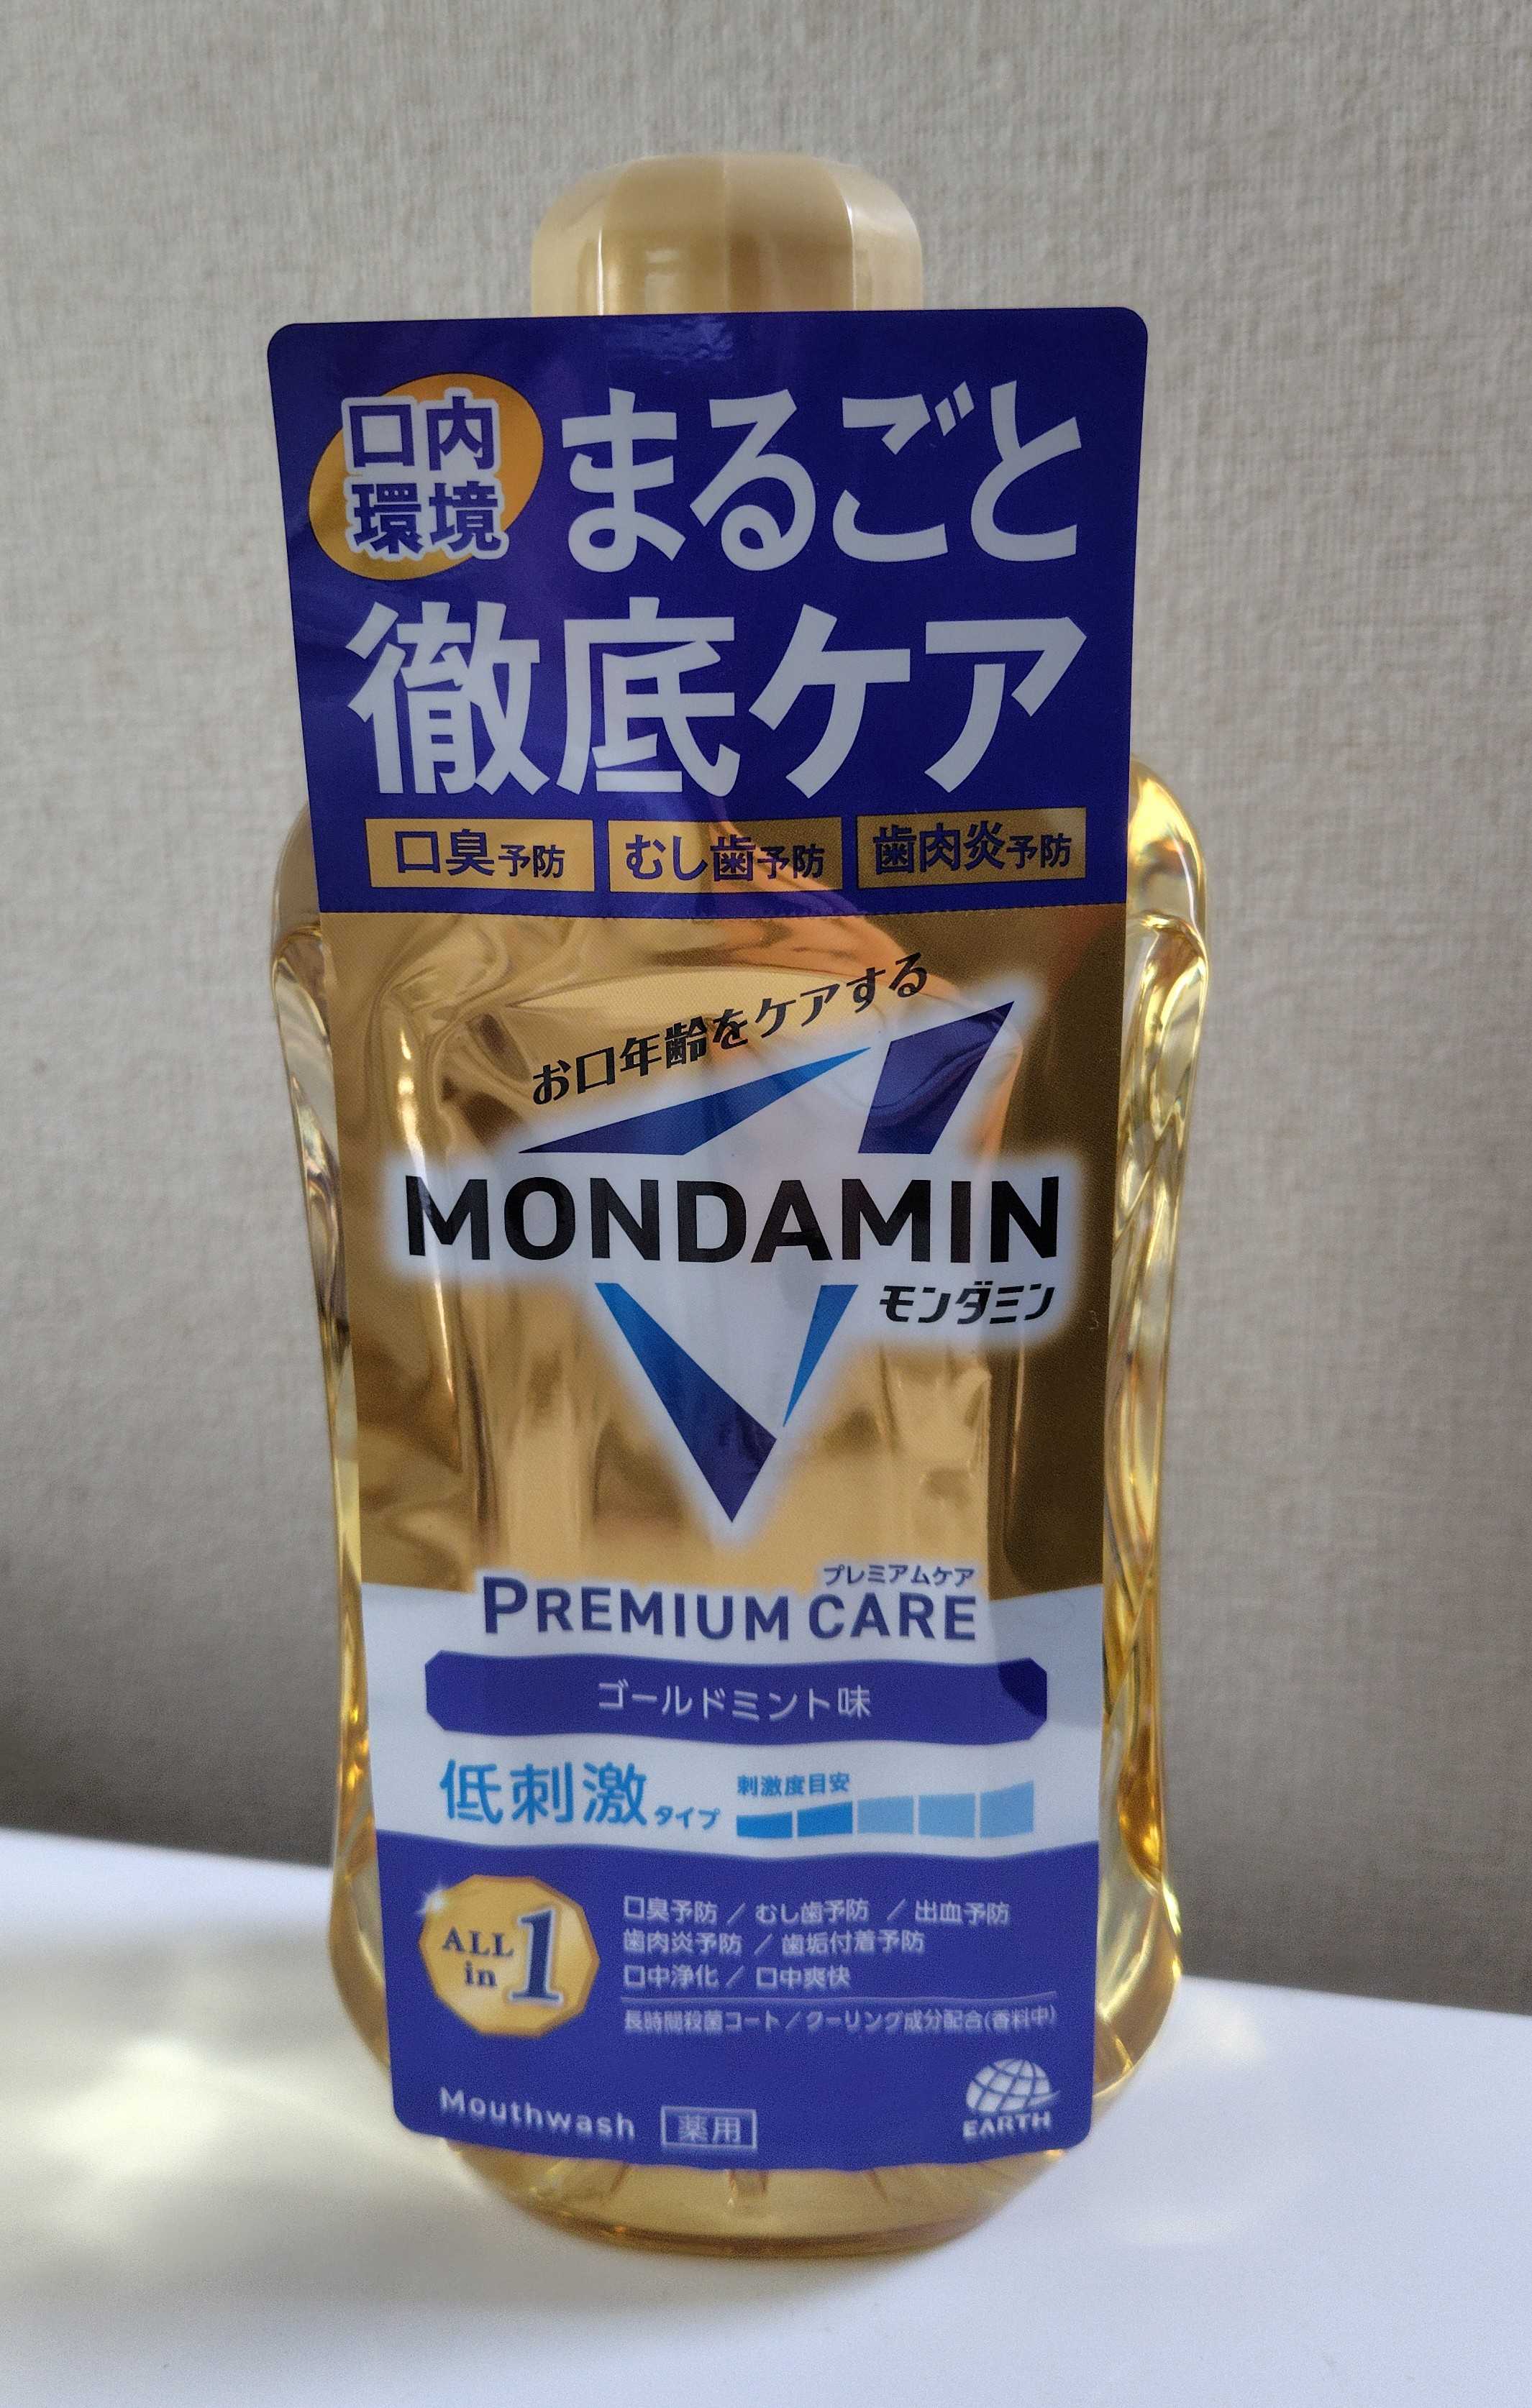 口内
環境
まるごと
徹底ケア
口臭予防 むし歯予防 歯肉炎予防
お口年齢をケアする
MONDAMIN
モンダミン
プレミアムケア
PREMIUM CARE
ゴールドミント味
低刺激タイプ
刺激度目安
ALL
in 1
口臭予防 / むし歯予防 / 出血予防
歯肉炎予防 / 歯垢付着予防
口中浄化 / 口中爽快
長時間殺菌コート/クーリング成分配合(香料中)
Mouthwash 薬用
EARTH